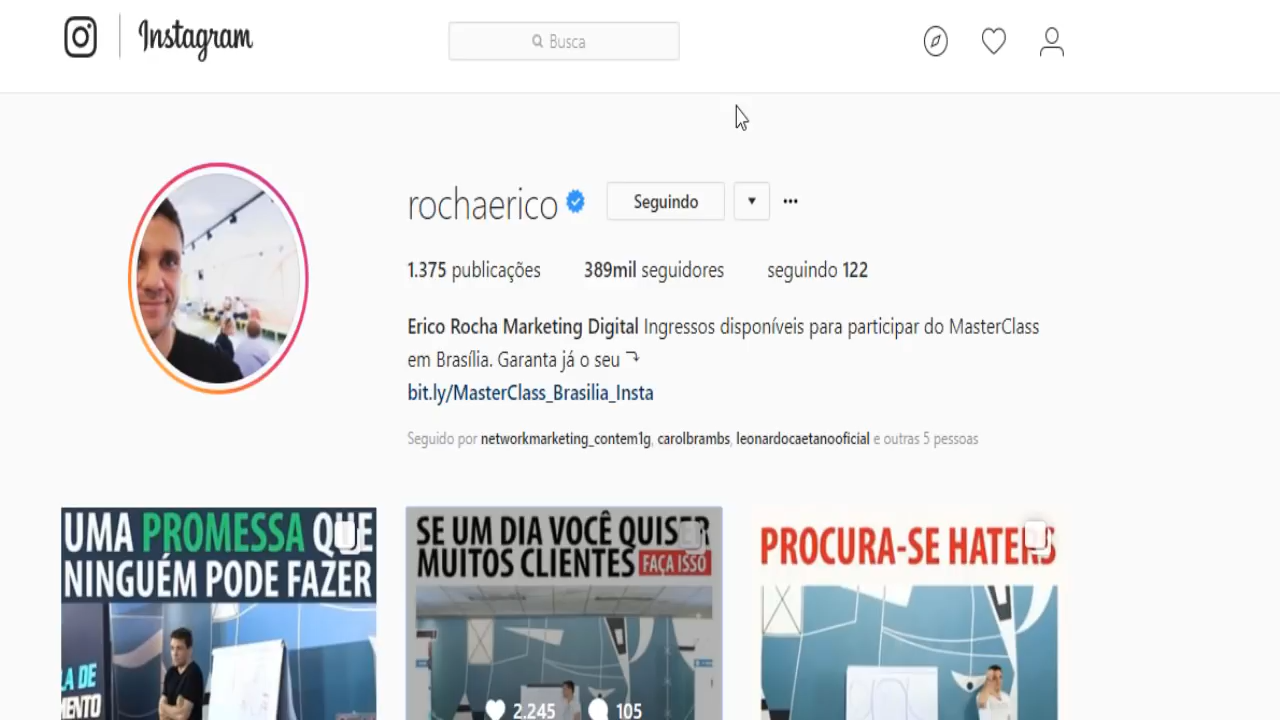 Instagram
Busca
rochaerico
Seguindo
1.375 publicações 389mil seguidores seguindo 122
Erico Rocha Marketing Digital Ingressos disponíveis para participar do MasterClass
em Brasília. Garanta já o seu
bit.ly/MasterClass_Brasilia_Insta
Seguido por networkmarketing_contem1g, carolbrambs, leonardocaetanooficial e outras 5 pessoas
UMA PROMESSA QUE
NINGUÉM PODE FAZER
SE UM DIA VOCÊ QUISER
MUITOS CLIENTES FAÇA ISSO
PROCURA-SE HATERS
2.245 105